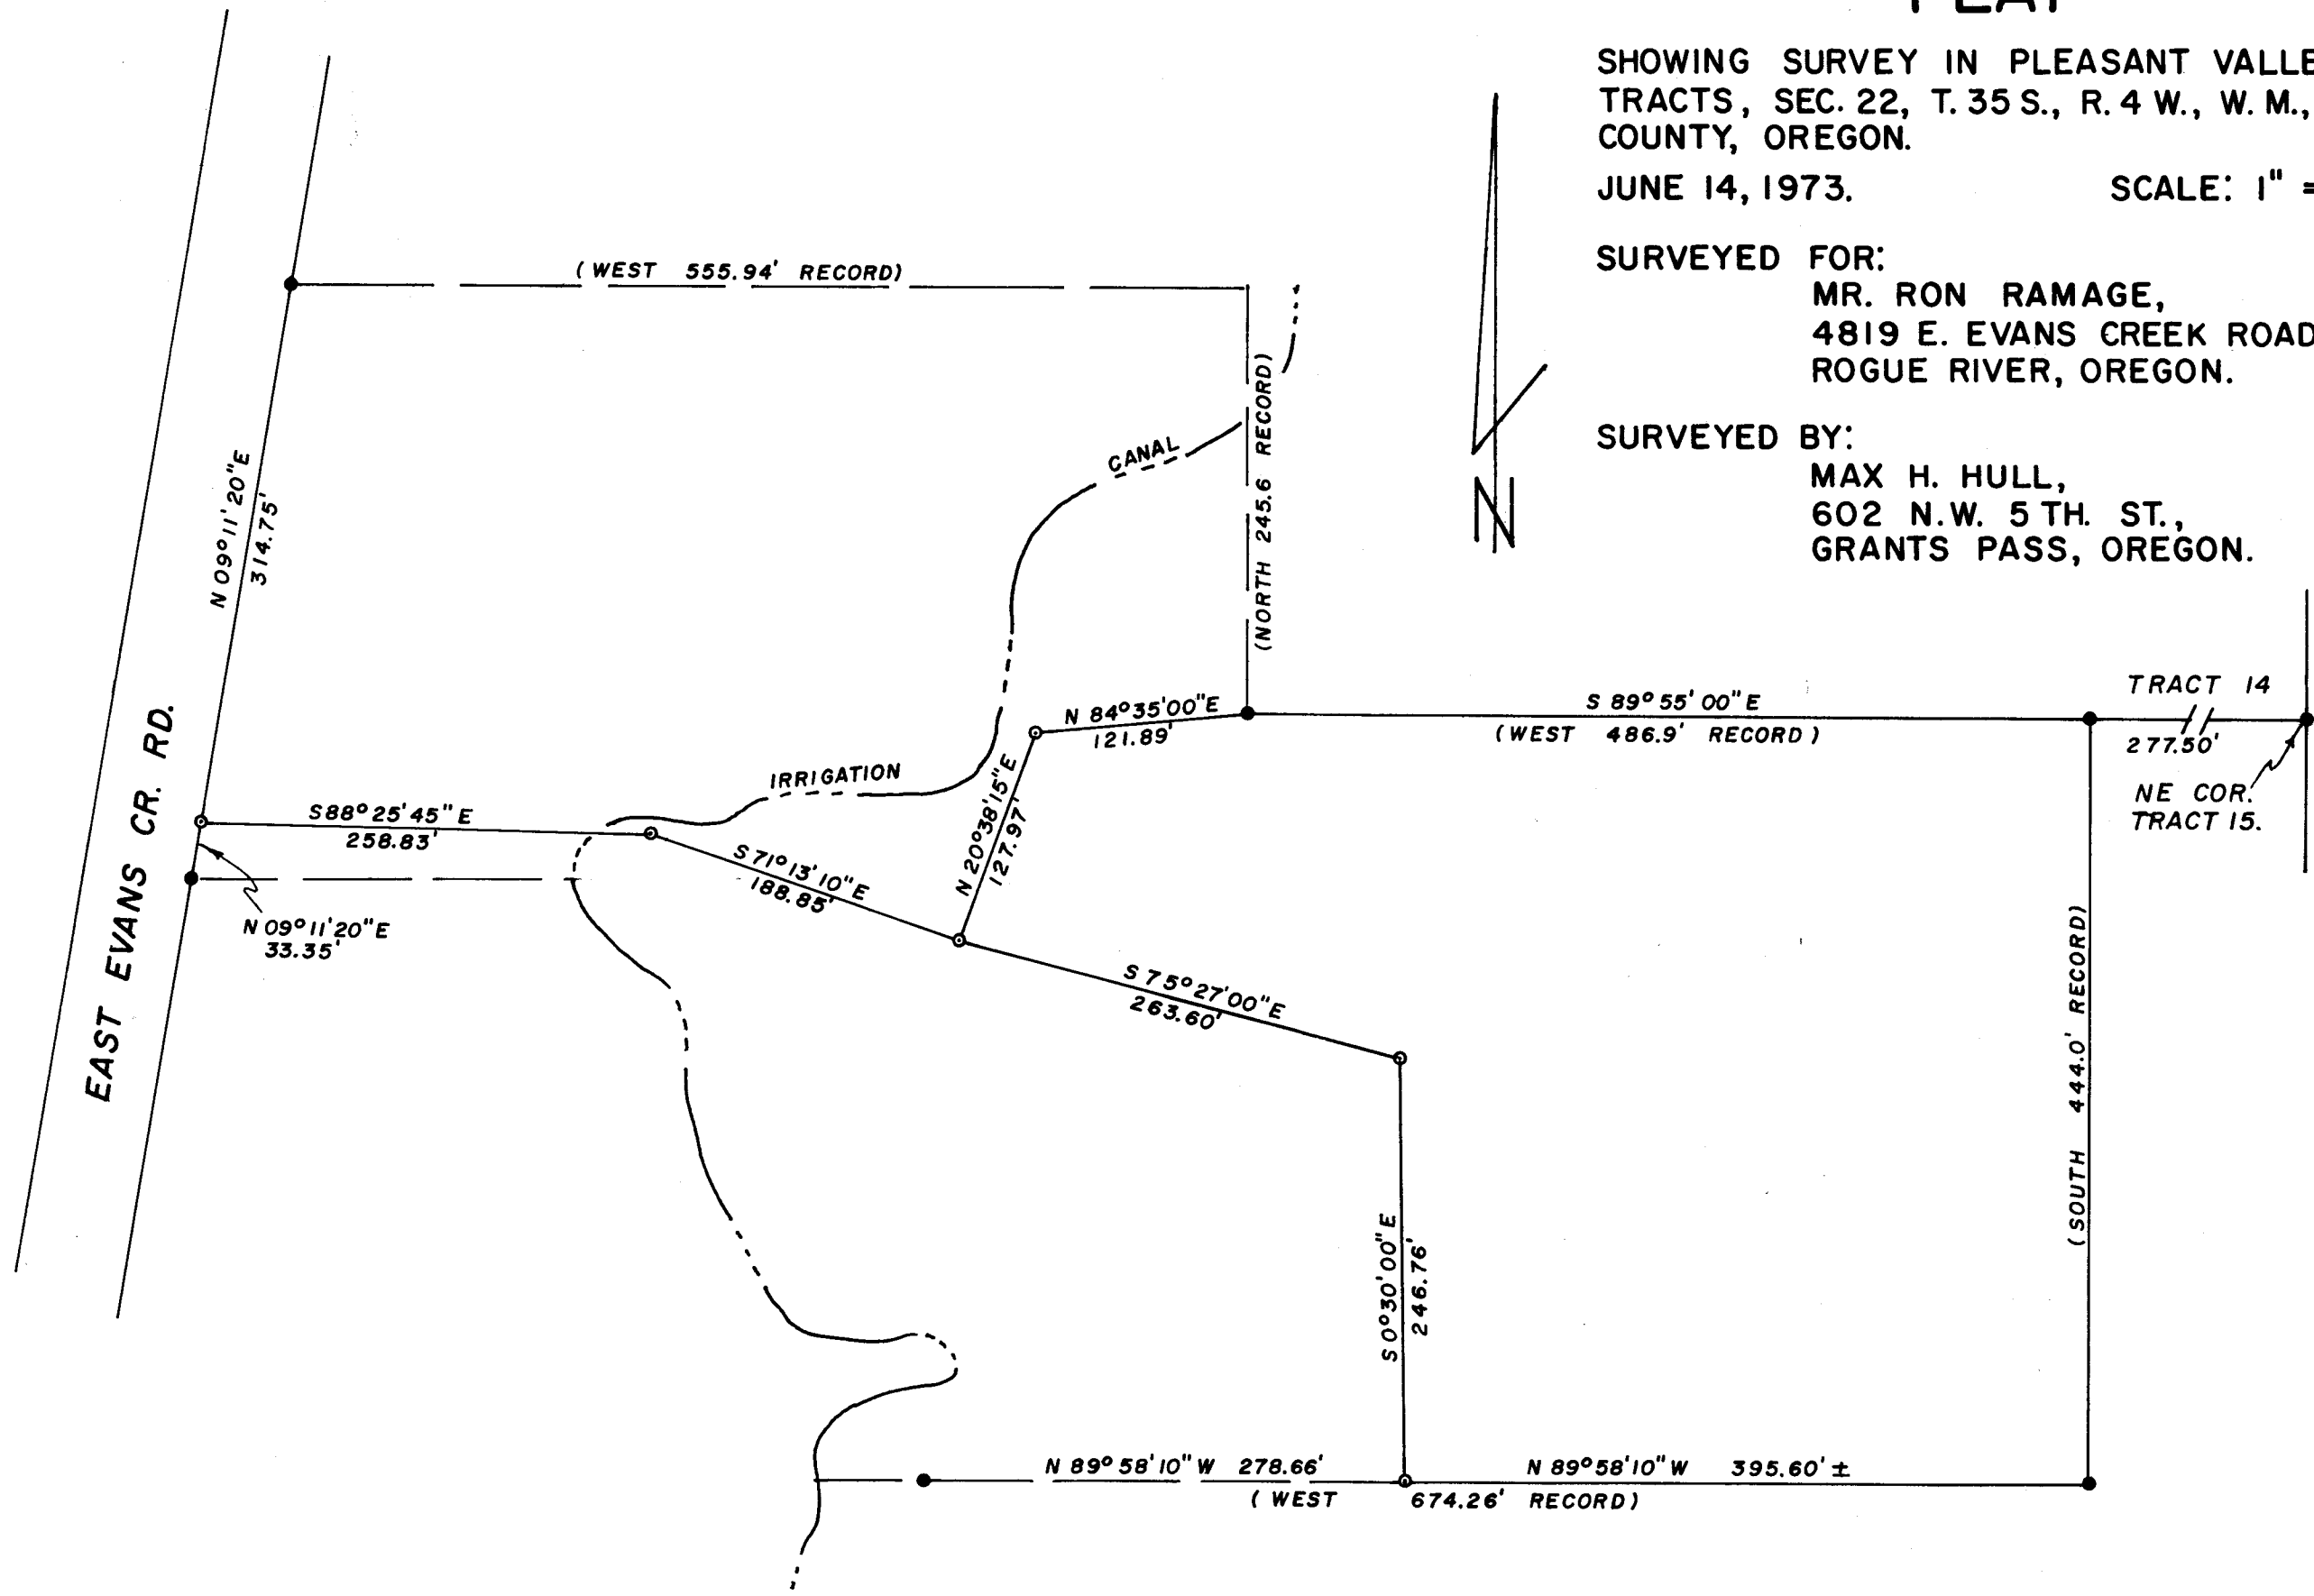 SHOWING SURVEY IN PLEASANT
TRACTS, SEC. 22, T. 35 S., R. 4 W., W. M.,
COUNTY, OREGON.
JUNE 14, 1973. SCALE: 1" =
SURVEYED FOR:
MR. RON RAMAGE,
4819 E. EVANS CREEK ROAD
ROGUE RIVER, OREGON.
SURVEYED BY:
MAX H. HULL,
602 N.W. 5 TH. ST.,
GRANTS PASS, OREGON.
N
(WEST 555.94' RECORD)
(NORTH 245.6 RECORD)
CANAL
N 09°11'20"E
314.75'
EAST EVANS CR. RD.
N 84°35'00"E
121.89'
S 89°55'00"E
(WEST 486.9' RECORD)
TRACT 14
277.50'
NE COR.
TRACT 15.
IRRIGATION
S88°25'45"E
258.83'
N 20°38'15"E
127.97'
S 71°13'10"E
188.85'
N 09°11'20"E
33.35'
S 75°27'00"E
263.60'
(SOUTH 444.0' RECORD)
S 0°30'00"E
246.76'
N 89°58'10"W 278.66'
N 89°58'10"W 395.60'±
(WEST 674.26' RECORD)